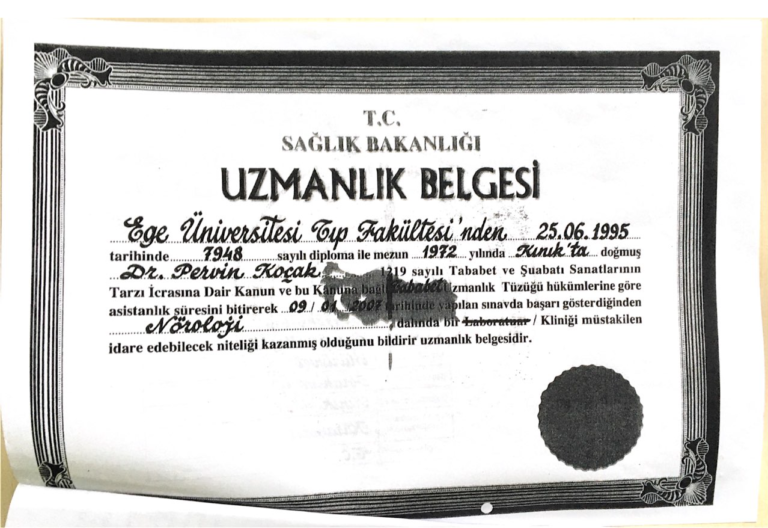 T.C.
SAĞLIK BAKANLIĞI
UZMANLIK BELGESİ
Ege Üniversitesi Tıp Fakültesi'nden 25.06.1995
tarihinde 7948 sayılı diploma ile mezun 1972 yılında Kınık'ta doğmuş
Dr. Pervin Koçak 1219 sayılı Tababet ve Şuabatı Sanatlarının
Tarzı İcrasına Dair Kanun ve bu Kanuna bağlı Tababet Uzmanlık Tüzüğü hükümlerine göre
asistanlık süresini bitirerek 09/01/2007 tarihinde yapılan sınavda başarı gösterdiğinden
Nöroloji dalında bir Laboratuar / Kliniği müstakilen
idare edebilecek niteliği kazanmış olduğunu bildirir uzmanlık belgesidir.